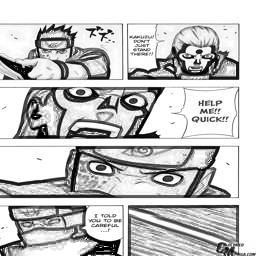 KAKUZU!
DON'T
JUST
STAND
THERE!!
HELP
ME!!
QUICK!!
I TOLD
YOU TO BE
CAREFUL
...!